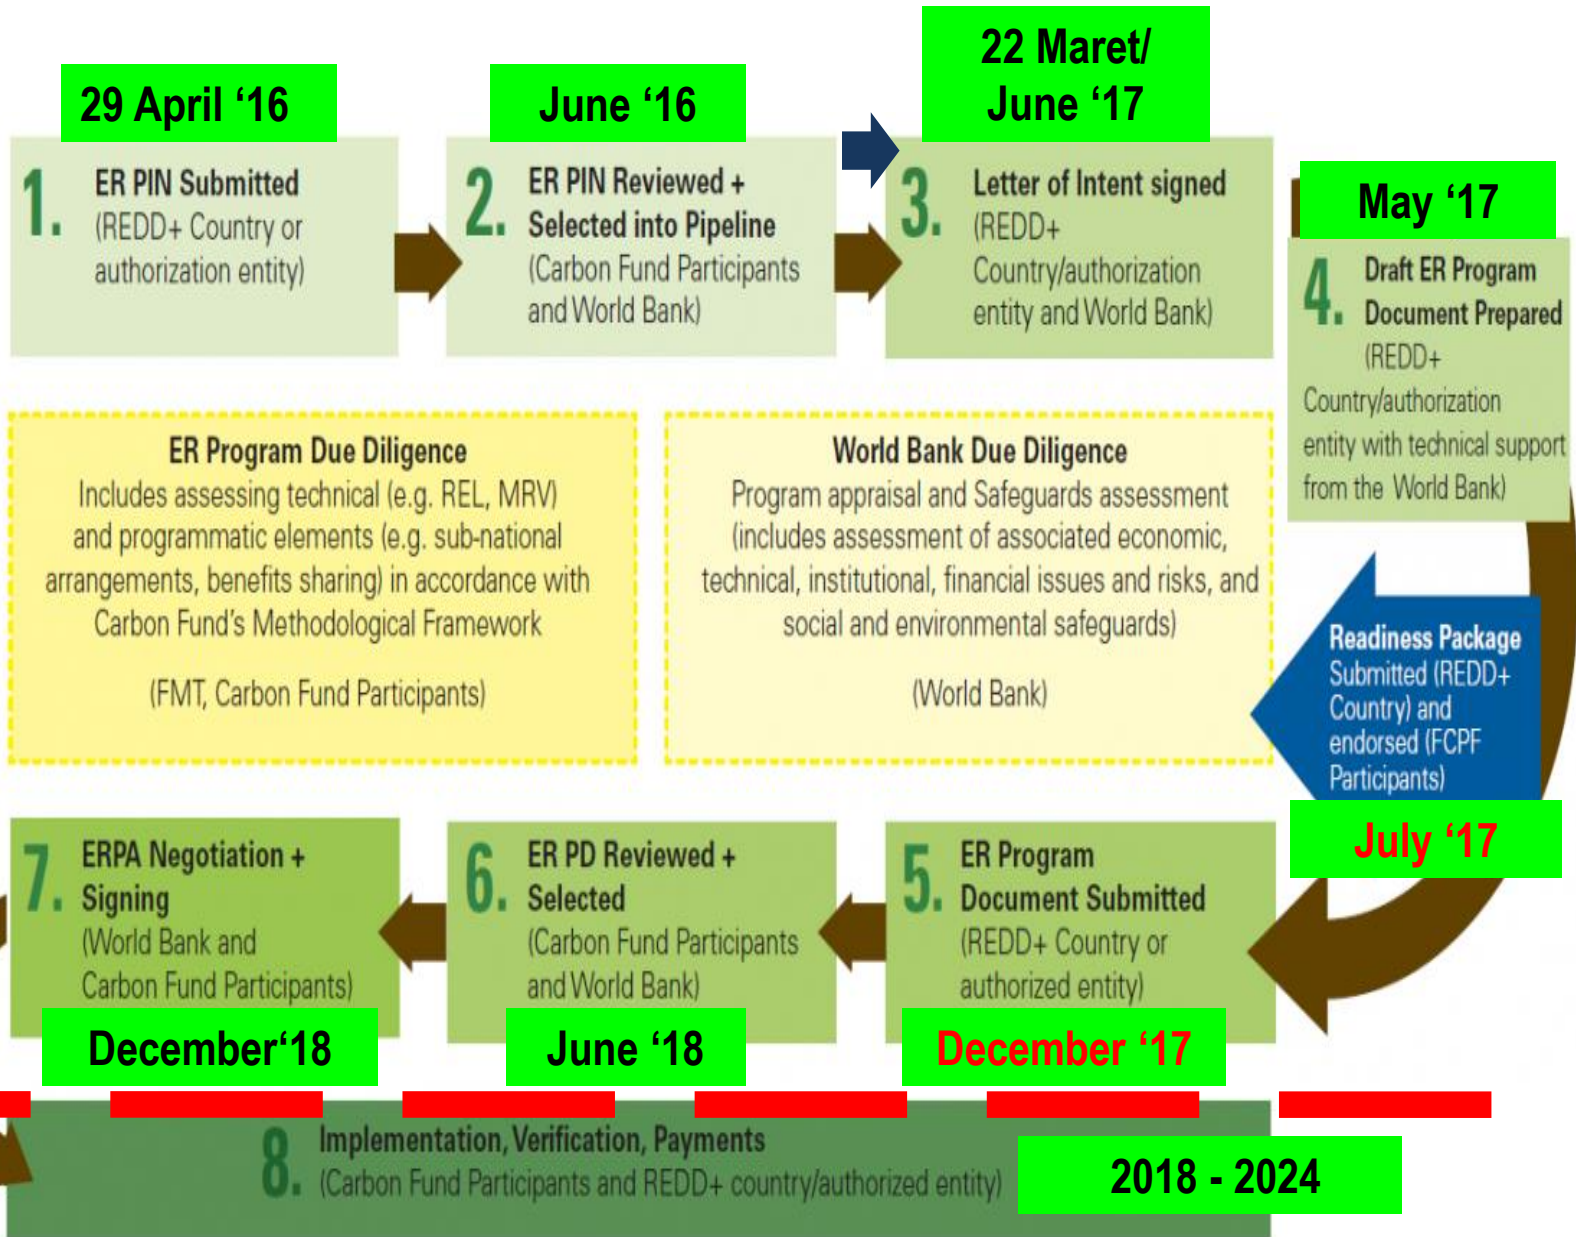 29 April ‘16
1.
ER PIN Submitted
(REDD+ Country or
authorization entity)
June ‘16
2.
ER PIN Reviewed +
Selected into Pipeline
(Carbon Fund Participants
and World Bank)
22 Maret/
June ‘17
3.
Letter of Intent signed
(REDD+
Country/authorization
entity and World Bank)
May ‘17
4.
Draft ER Program
Document Prepared
(REDD+
Country/authorization
entity with technical support
from the World Bank)
ER Program Due Diligence
Includes assessing technical (e.g. REL, MRV)
and programmatic elements (e.g. sub-national
arrangements, benefits sharing) in accordance with
Carbon Fund's Methodological Framework
(FMT, Carbon Fund Participants)
World Bank Due Diligence
Program appraisal and Safeguards assessment
(includes assessment of associated economic,
technical, institutional, financial issues and risks, and
social and environmental safeguards)
(World Bank)
Readiness Package
Submitted (REDD+
Country) and
endorsed (FCPF
Participants)
July ‘17
5.
ER Program
Document Submitted
(REDD+ Country or
authorized entity)
December ‘17
6.
ER PD Reviewed +
Selected
(Carbon Fund Participants
and World Bank)
June ‘18
7.
ERPA Negotiation +
Signing
(World Bank and
Carbon Fund Participants)
December‘18
8.
Implementation, Verification, Payments
(Carbon Fund Participants and REDD+ country/authorized entity)
2018 - 2024